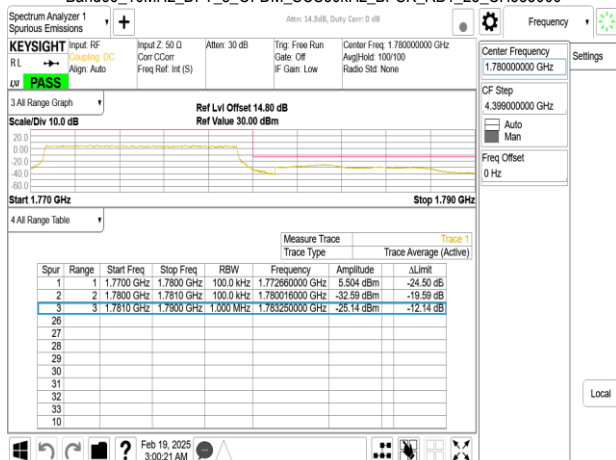 Spectrum Analyzer 1
Spurious Emissions
Attn: 14.3dB, Duty Corr: 0 dB
Frequency
Settings
KEYSIGHT
RL
PASS
Input: RF
Coupling: DC
Align: Auto
Input Z: 50 Ω
Corr CCorr
Freq Ref: Int (S)
Atten: 30 dB
Trig: Free Run
Gate: Off
IF Gain: Low
Center Freq: 1.780000000 GHz
Avg|Hold: 100/100
Radio Std: None
Center Frequency
1.780000000 GHz
CF Step
4.399000000 GHz
Auto
Man
Freq Offset
0 Hz
3 All Range Graph
Scale/Div 10.0 dB
Ref Lvl Offset 14.80 dB
Ref Value 30.00 dBm
20.0
0.00
-20.0
-40.0
-60.0
Start 1.770 GHz
Stop 1.790 GHz
4 All Range Table
Measure Trace Trace 1
Trace Type Trace Average (Active)
Spur Range Start Freq Stop Freq RBW Frequency Amplitude ΔLimit
1 1 1.7700 GHz 1.7800 GHz 100.0 kHz 1.772660000 GHz 5.504 dBm -24.50 dB
2 2 1.7800 GHz 1.7810 GHz 100.0 kHz 1.780016000 GHz -32.59 dBm -19.59 dB
3 3 1.7810 GHz 1.7900 GHz 1.000 MHz 1.783250000 GHz -25.14 dBm -12.14 dB
26
27
28
29
30
31
32
33
10
Local
Feb 19, 2025
3:00:21 AM